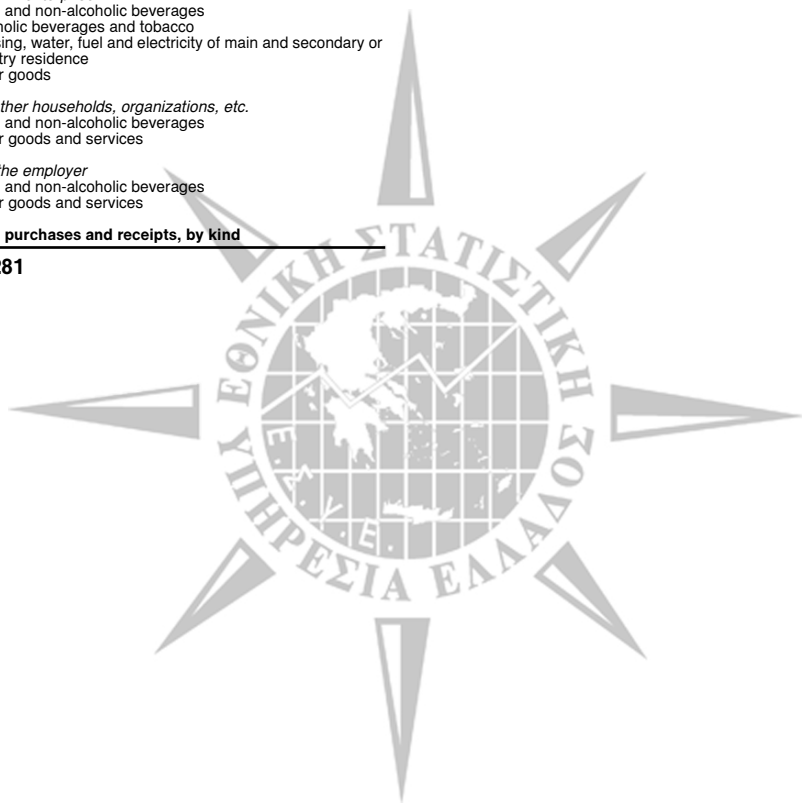 and non-alcoholic beverages
holic beverages and tobacco
sing, water, fuel and electricity of main and secondary or
try residence
r goods
ther households, organizations, etc.
and non-alcoholic beverages
r goods and services
the employer
and non-alcoholic beverages
r goods and services
purchases and receipts, by kind
281
ΕΘΝΙΚΗ ΣΤΑΤΙΣΤΙΚΗ
ΥΠΗΡΕΣΙΑ ΕΛΛΑΔΟΣ
Ε.Σ.Υ.Ε.